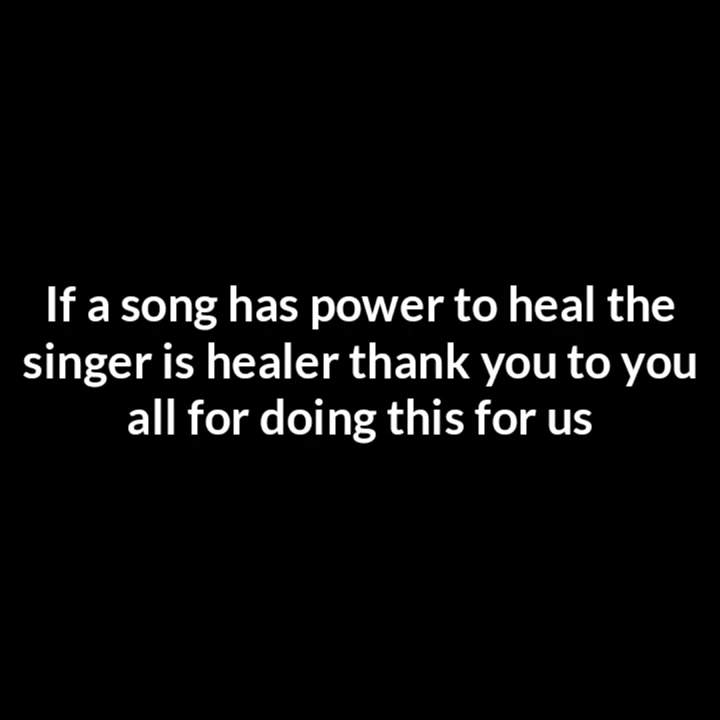 If a song has power to heal the
singer is healer thank you to you
all for doing this for us